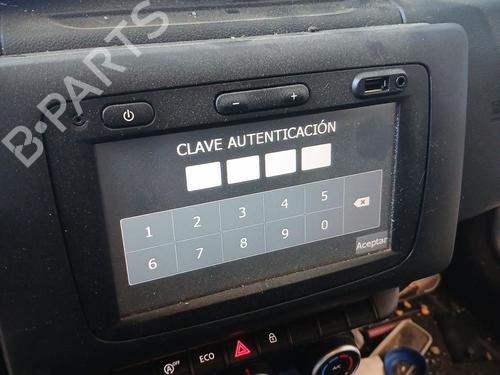 B-PARTS
- +
CLAVE AUTENTICACIÓN
1 2 3 4 5
6 7 8 9 0
Aceptar
ECO
A/C